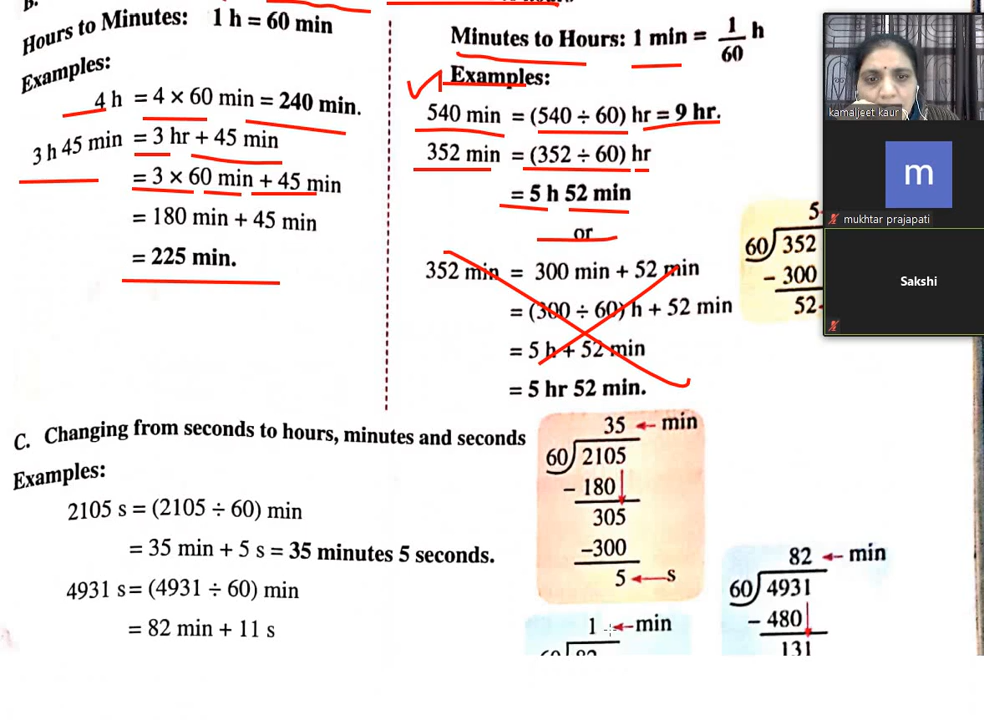 B.
Hours to Minutes: 1 h = 60 min
Examples:
4 h = 4 × 60 min = 240 min.
3 h 45 min = 3 hr + 45 min
= 3 × 60 min + 45 min
= 180 min + 45 min
= 225 min.
Minutes to Hours: 1 min = 1/60 h
Examples:
540 min = (540 ÷ 60) hr = 9 hr.
352 min = (352 ÷ 60) hr
= 5 h 52 min
or
352 min = 300 min + 52 min
= (300 ÷ 60) h + 52 min
= 5 h + 52 min
= 5 hr 52 min.
5
60 352
– 300
52
C. Changing from seconds to hours, minutes and seconds
Examples:
2105 s = (2105 ÷ 60) min
= 35 min + 5 s = 35 minutes 5 seconds.
4931 s = (4931 ÷ 60) min
= 82 min + 11 s
35 ← min
60 2105
– 180
305
–300
5 ← s
1 ← min
60 82
82 ← min
60 4931
– 480
131
kamaljeet kaur
m
mukhtar prajapati
Sakshi